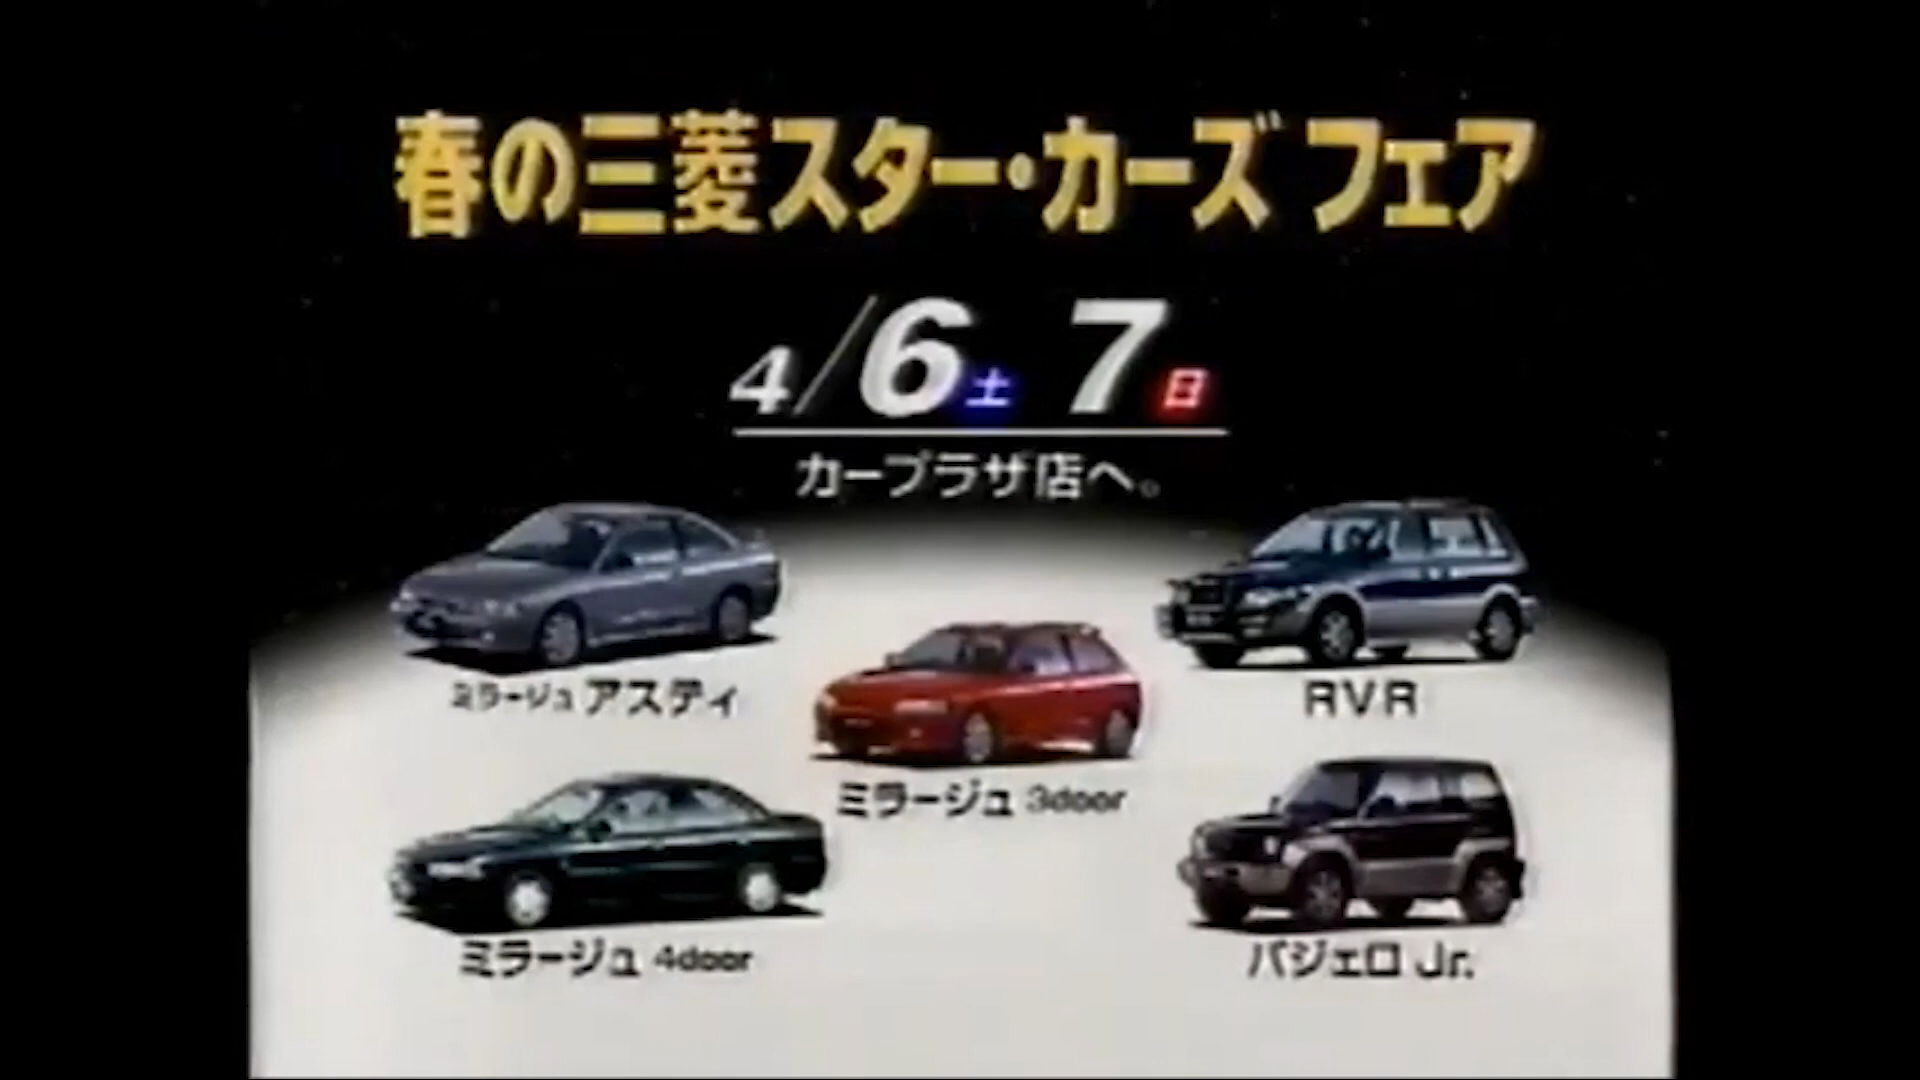 春の三菱スター・カーズ フェア
4/6土 7日
カープラザ店へ。
ミラージュ アスティ
RVR
ミラージュ 3door
ミラージュ 4door
パジェロ Jr.